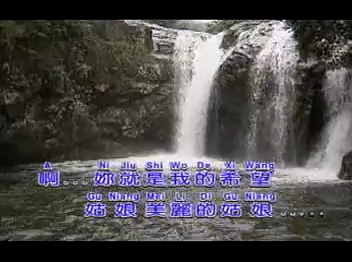 A Ni Jiu Shi Wo De Xi Wang
啊...妳就是我的希望
Gu Niang Mei Li Di Gu Niang
姑娘美麗的姑娘......